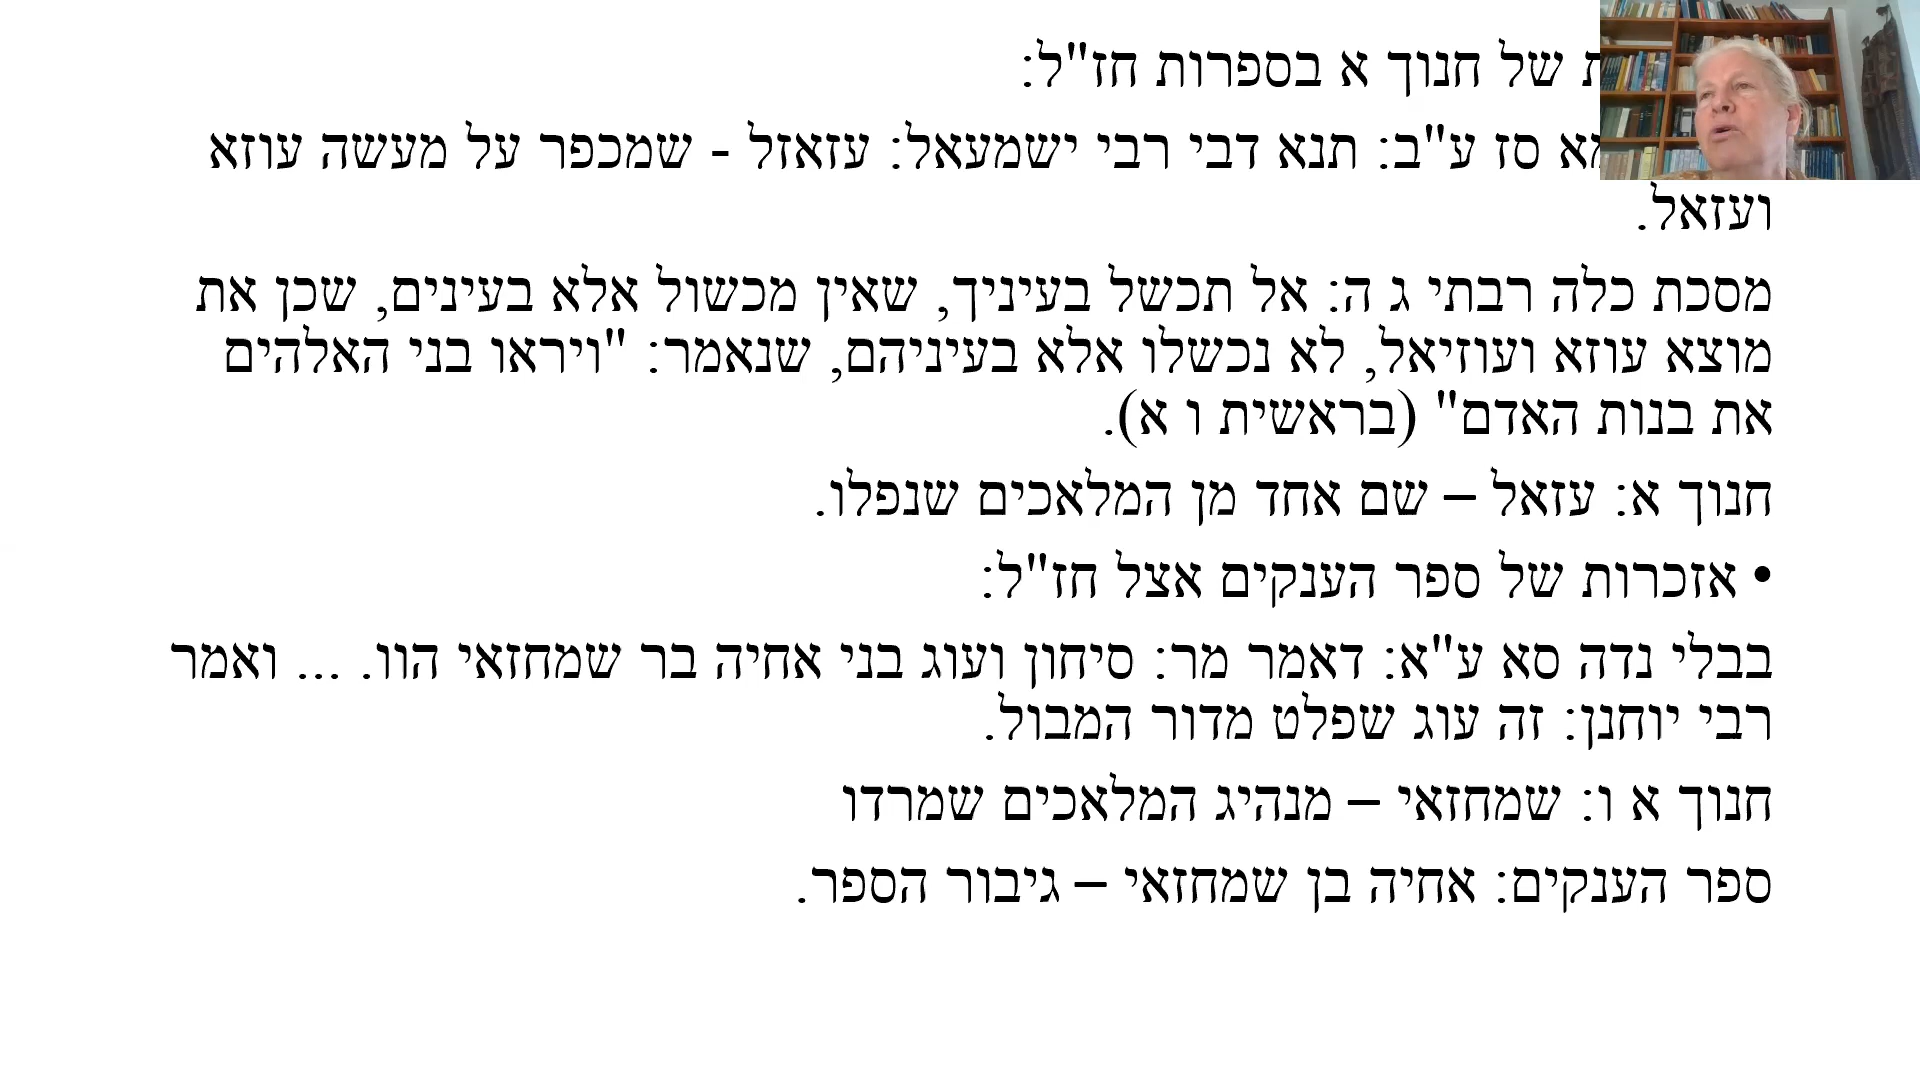 של חנוך א בספרות חז"ל:
סז ע"ב: תנא דבי רבי ישמעאל: עזאזל - שמכפר על מעשה עוזא
ועזאל.
מסכת כלה רבתי ג ה: אל תכשל בעיניך, שאין מכשול אלא בעינים, שכן את
מוצא עוזא ועוזיאל, לא נכשלו אלא בעיניהם, שנאמר: "ויראו בני האלהים
את בנות האדם" (בראשית ו א).
חנוך א: עזאל – שם אחד מן המלאכים שנפלו.
• אזכרות של ספר הענקים אצל חז"ל:
בבלי נדה סא ע"א: דאמר מר: סיחון ועוג בני אחיה בר שמחזאי הוו. ... ואמר
רבי יוחנן: זה עוג שפלט מדור המבול.
חנוך א ו: שמחזאי – מנהיג המלאכים שמרדו
ספר הענקים: אחיה בן שמחזאי – גיבור הספר.